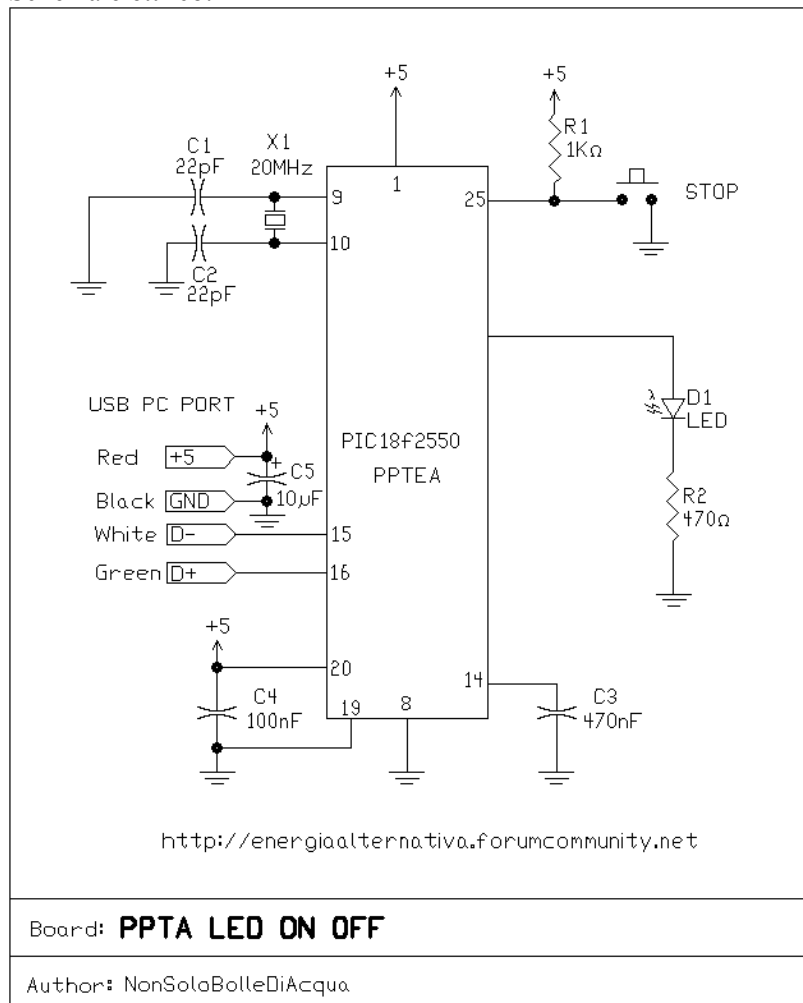 +5
+5
C1
22pF
X1
20MHz
R1
1KΩ
9
1
25
STOP
10
C2
22pF
USB PC PORT
+5
D1
LED
PIC18f2550
PPTEA
Red +5
+
C5
10µF
Black GND
R2
470Ω
White D-
15
Green D+
16
+5
20
14
C4
100nF
19
8
C3
470nF
http://energiaalternativa.forumcommunity.net
Board: PPTA LED ON OFF
Author: NonSoloBolleDiAcqua